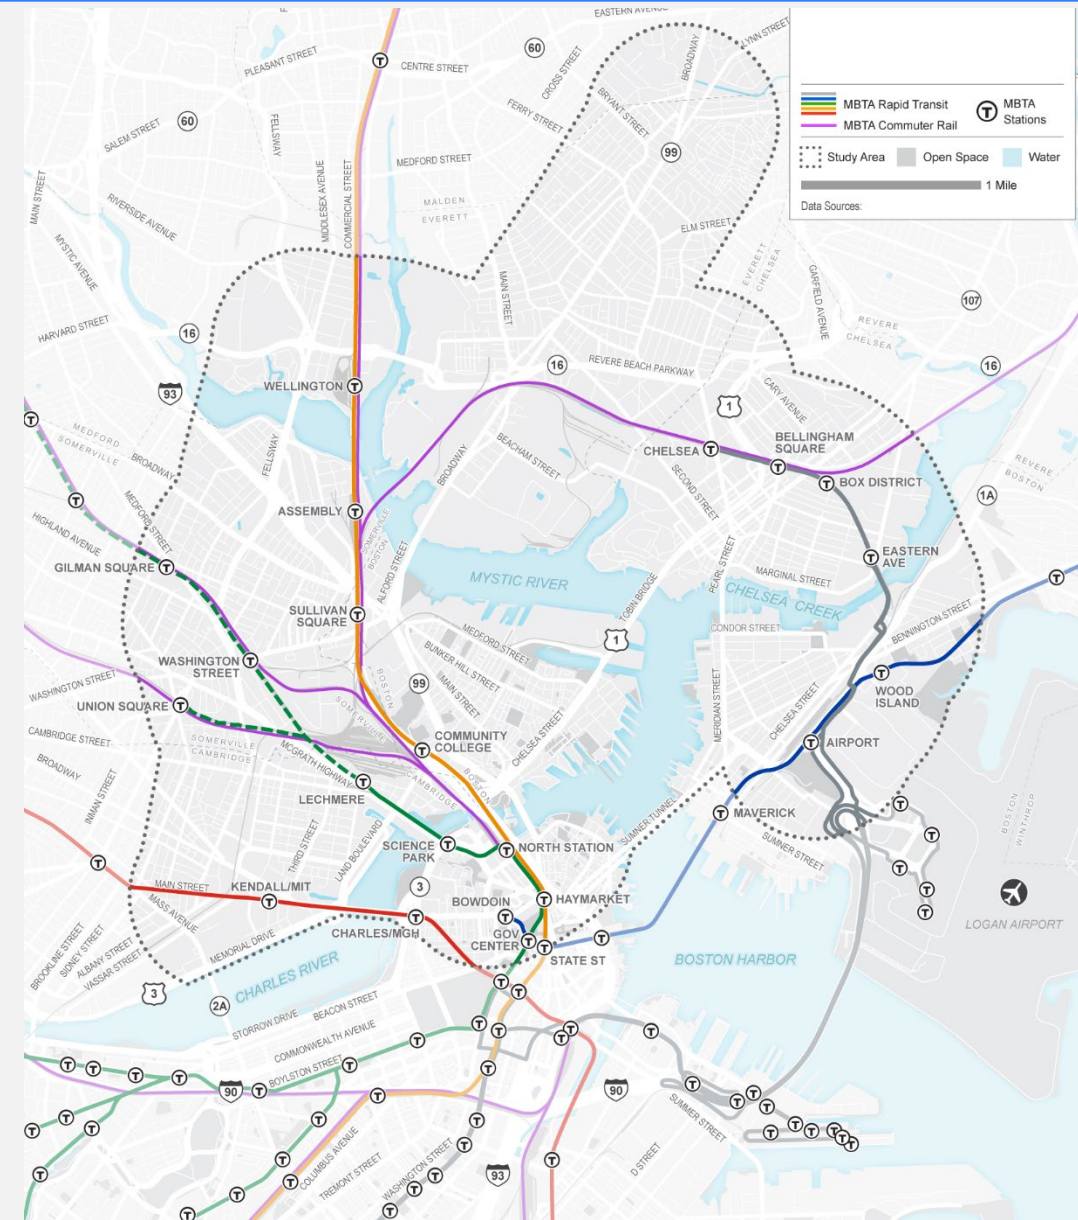 EASTERN AVENUE
LYNN STREET
60
BROADWAY
CROSS STREET
PLEASANT STREET
CENTRE STREET
BRYANT STREET
FERRY STREET
60
SALEM STREET
FELLSWAY
99
MEDFORD STREET
MIDDLESEX AVENUE
COMMERCIAL STREET
MAIN STREET
RIVERSIDE AVENUE
MALDEN
EVERETT
ELM STREET
MYSTIC AVENUE
EVERETT
CHELSEA
GARFIELD AVENUE
MAIN STREET
107
HARVARD STREET
16
REVERE
CHELSEA
16
REVERE BEACH PARKWAY
16
93
WELLINGTON
CARY AVENUE
1
MEDFORD
SOMERVILLE
BROADWAY
FELLSWAY
BROADWAY
BEACHAM STREET
CHELSEA
BELLINGHAM
SQUARE
BOX DISTRICT
SECOND STREET
REVERE
BOSTON
1A
MEDFORD STREET
HIGHLAND AVENUE
ASSEMBLY
SOMERVILLE
BOSTON
ALFORD STREET
GILMAN SQUARE
MYSTIC RIVER
TOBIN BRIDGE
PEARL STREET
MARGINAL STREET
EASTERN
AVE
CHELSEA CREEK
SULLIVAN
SQUARE
CONDOR STREET
BENNINGTON STREET
MEDFORD STREET
1
BUNKER HILL STREET
MAIN STREET
WASHINGTON
STREET
WASHINGTON STREET
99
BOSTON
SOMERVILLE
UNION SQUARE
MERIDIAN STREET
CHELSEA STREET
WOOD
ISLAND
CAMBRIDGE STREET
SOMERVILLE
CAMBRIDGE
MCGRATH HIGHWAY
COMMUNITY
COLLEGE
CHELSEA STREET
AIRPORT
BROADWAY
INMAN STREET
LECHMERE
CAMBRIDGE
BOSTON
SUMNER TUNNEL
MAVERICK
SUMNER STREET
BOSTON
WINTHROP
THIRD STREET
LAND BOULEVARD
SCIENCE
PARK
NORTH STATION
MAIN STREET
KENDALL/MIT
3
BOWDOIN
HAYMARKET
MASS AVENUE
CHARLES/MGH
GOV
CENTER
STATE ST
LOGAN AIRPORT
BROOKLINE STREET
SIDNEY STREET
ALBANY STREET
VASSAR STREET
MEMORIAL DRIVE
CHARLES RIVER
BOSTON HARBOR
3
2A
STORROW DRIVE
BEACON STREET
COMMONWEALTH AVENUE
BOYLSTON STREET
90
90
SUMMER STREET
COLUMBUS AVENUE
TREMONT STREET
WASHINGTON STREET
D STREET
93
MBTA Rapid Transit
MBTA Commuter Rail
T
MBTA
Stations
Study Area
Open Space
Water
1 Mile
Data Sources: